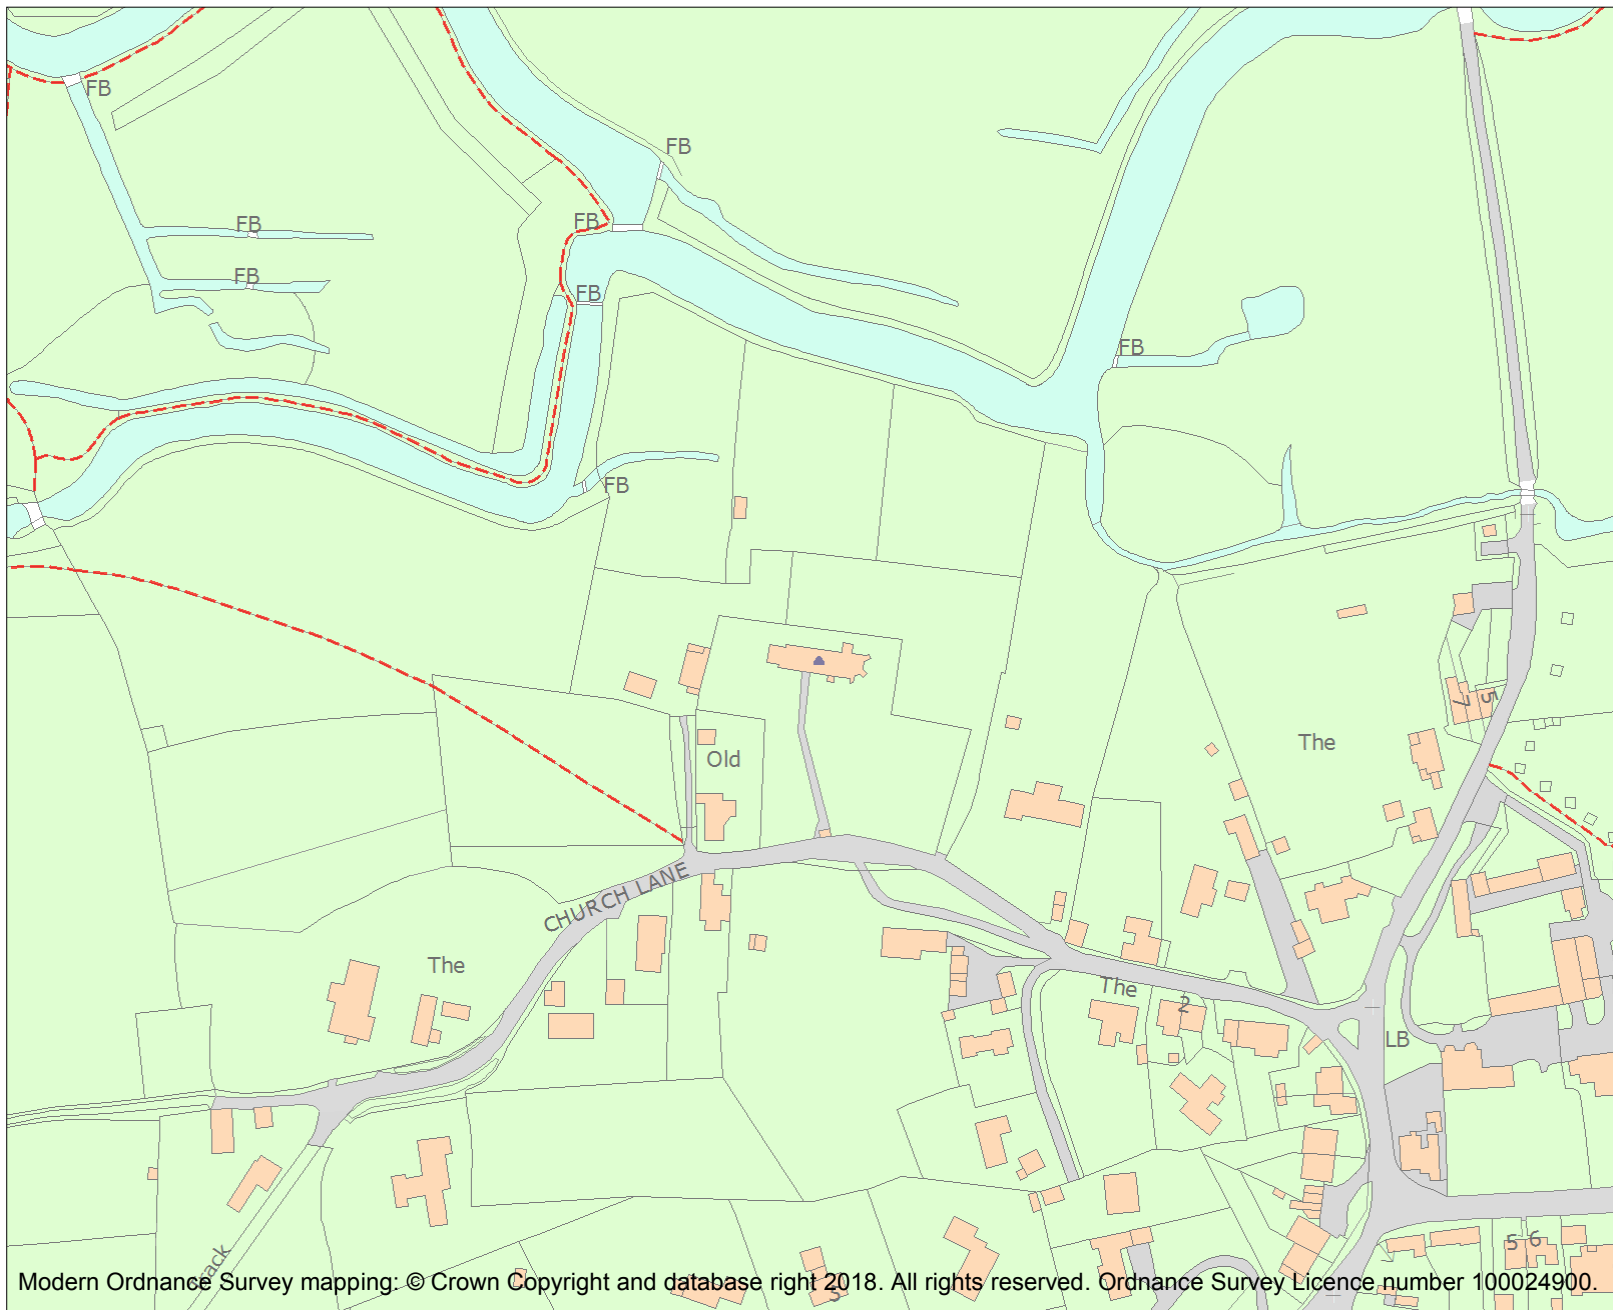 FB
FB
FB
FB
FB
FB
FB
FB
The
7 5
Old
CHURCH LANE
The
The
2
LB
5 6
3
Track
Modern Ordnance Survey mapping: © Crown Copyright and database right 2018. All rights reserved. Ordnance Survey Licence number 100024900.